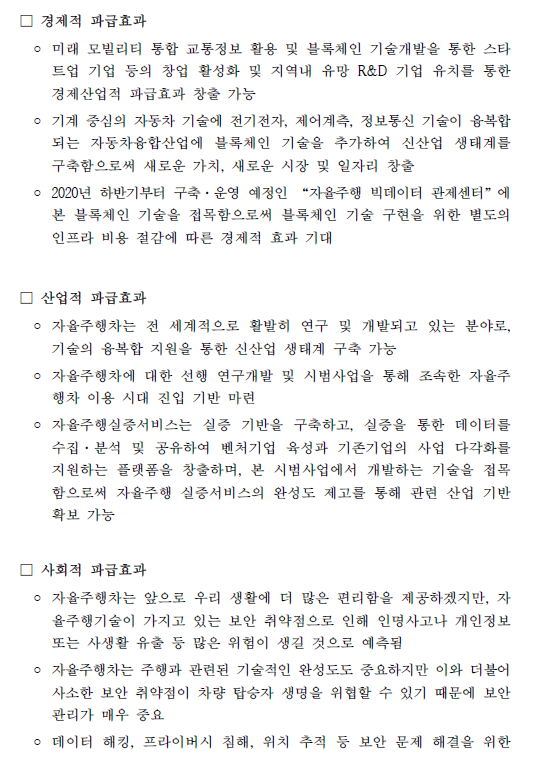 □ 경제적 파급효과
○ 미래 모빌리티 통합 교통정보 활용 및 블록체인 기술개발을 통한 스타
트업 기업 등의 창업 활성화 및 지역내 유망 R&D 기업 유치를 통한
경제산업적 파급효과 창출 가능
○ 기계 중심의 자동차 기술에 전기전자, 제어계측, 정보통신 기술이 융복합
되는 자동차융합산업에 블록체인 기술을 추가하여 신산업 생태계를
구축함으로써 새로운 가치, 새로운 시장 및 일자리 창출
○ 2020년 하반기부터 구축·운영 예정인 “자율주행 빅데이터 관제센터”에
본 블록체인 기술을 접목함으로써 블록체인 기술 구현을 위한 별도의
인프라 비용 절감에 따른 경제적 효과 기대
□ 산업적 파급효과
○ 자율주행차는 전 세계적으로 활발히 연구 및 개발되고 있는 분야로,
기술의 융복합 지원을 통한 신산업 생태계 구축 가능
○ 자율주행차에 대한 선행 연구개발 및 시범사업을 통해 조속한 자율주
행차 이용 시대 진입 기반 마련
○ 자율주행실증서비스는 실증 기반을 구축하고, 실증을 통한 데이터를
수집·분석 및 공유하여 벤처기업 육성과 기존기업의 사업 다각화를
지원하는 플랫폼을 창출하며, 본 시범사업에서 개발하는 기술을 접목
함으로써 자율주행 실증서비스의 완성도 제고를 통해 관련 산업 기반
확보 가능
□ 사회적 파급효과
○ 자율주행차는 앞으로 우리 생활에 더 많은 편리함을 제공하겠지만, 자
율주행기술이 가지고 있는 보안 취약점으로 인해 인명사고나 개인정보
또는 사생활 유출 등 많은 위험이 생길 것으로 예측됨
○ 자율주행차는 주행과 관련된 기술적인 완성도도 중요하지만 이와 더불어
사소한 보안 취약점이 차량 탑승자 생명을 위협할 수 있기 때문에 보안
관리가 매우 중요
○ 데이터 해킹, 프라이버시 침해, 위치 추적 등 보안 문제 해결을 위한